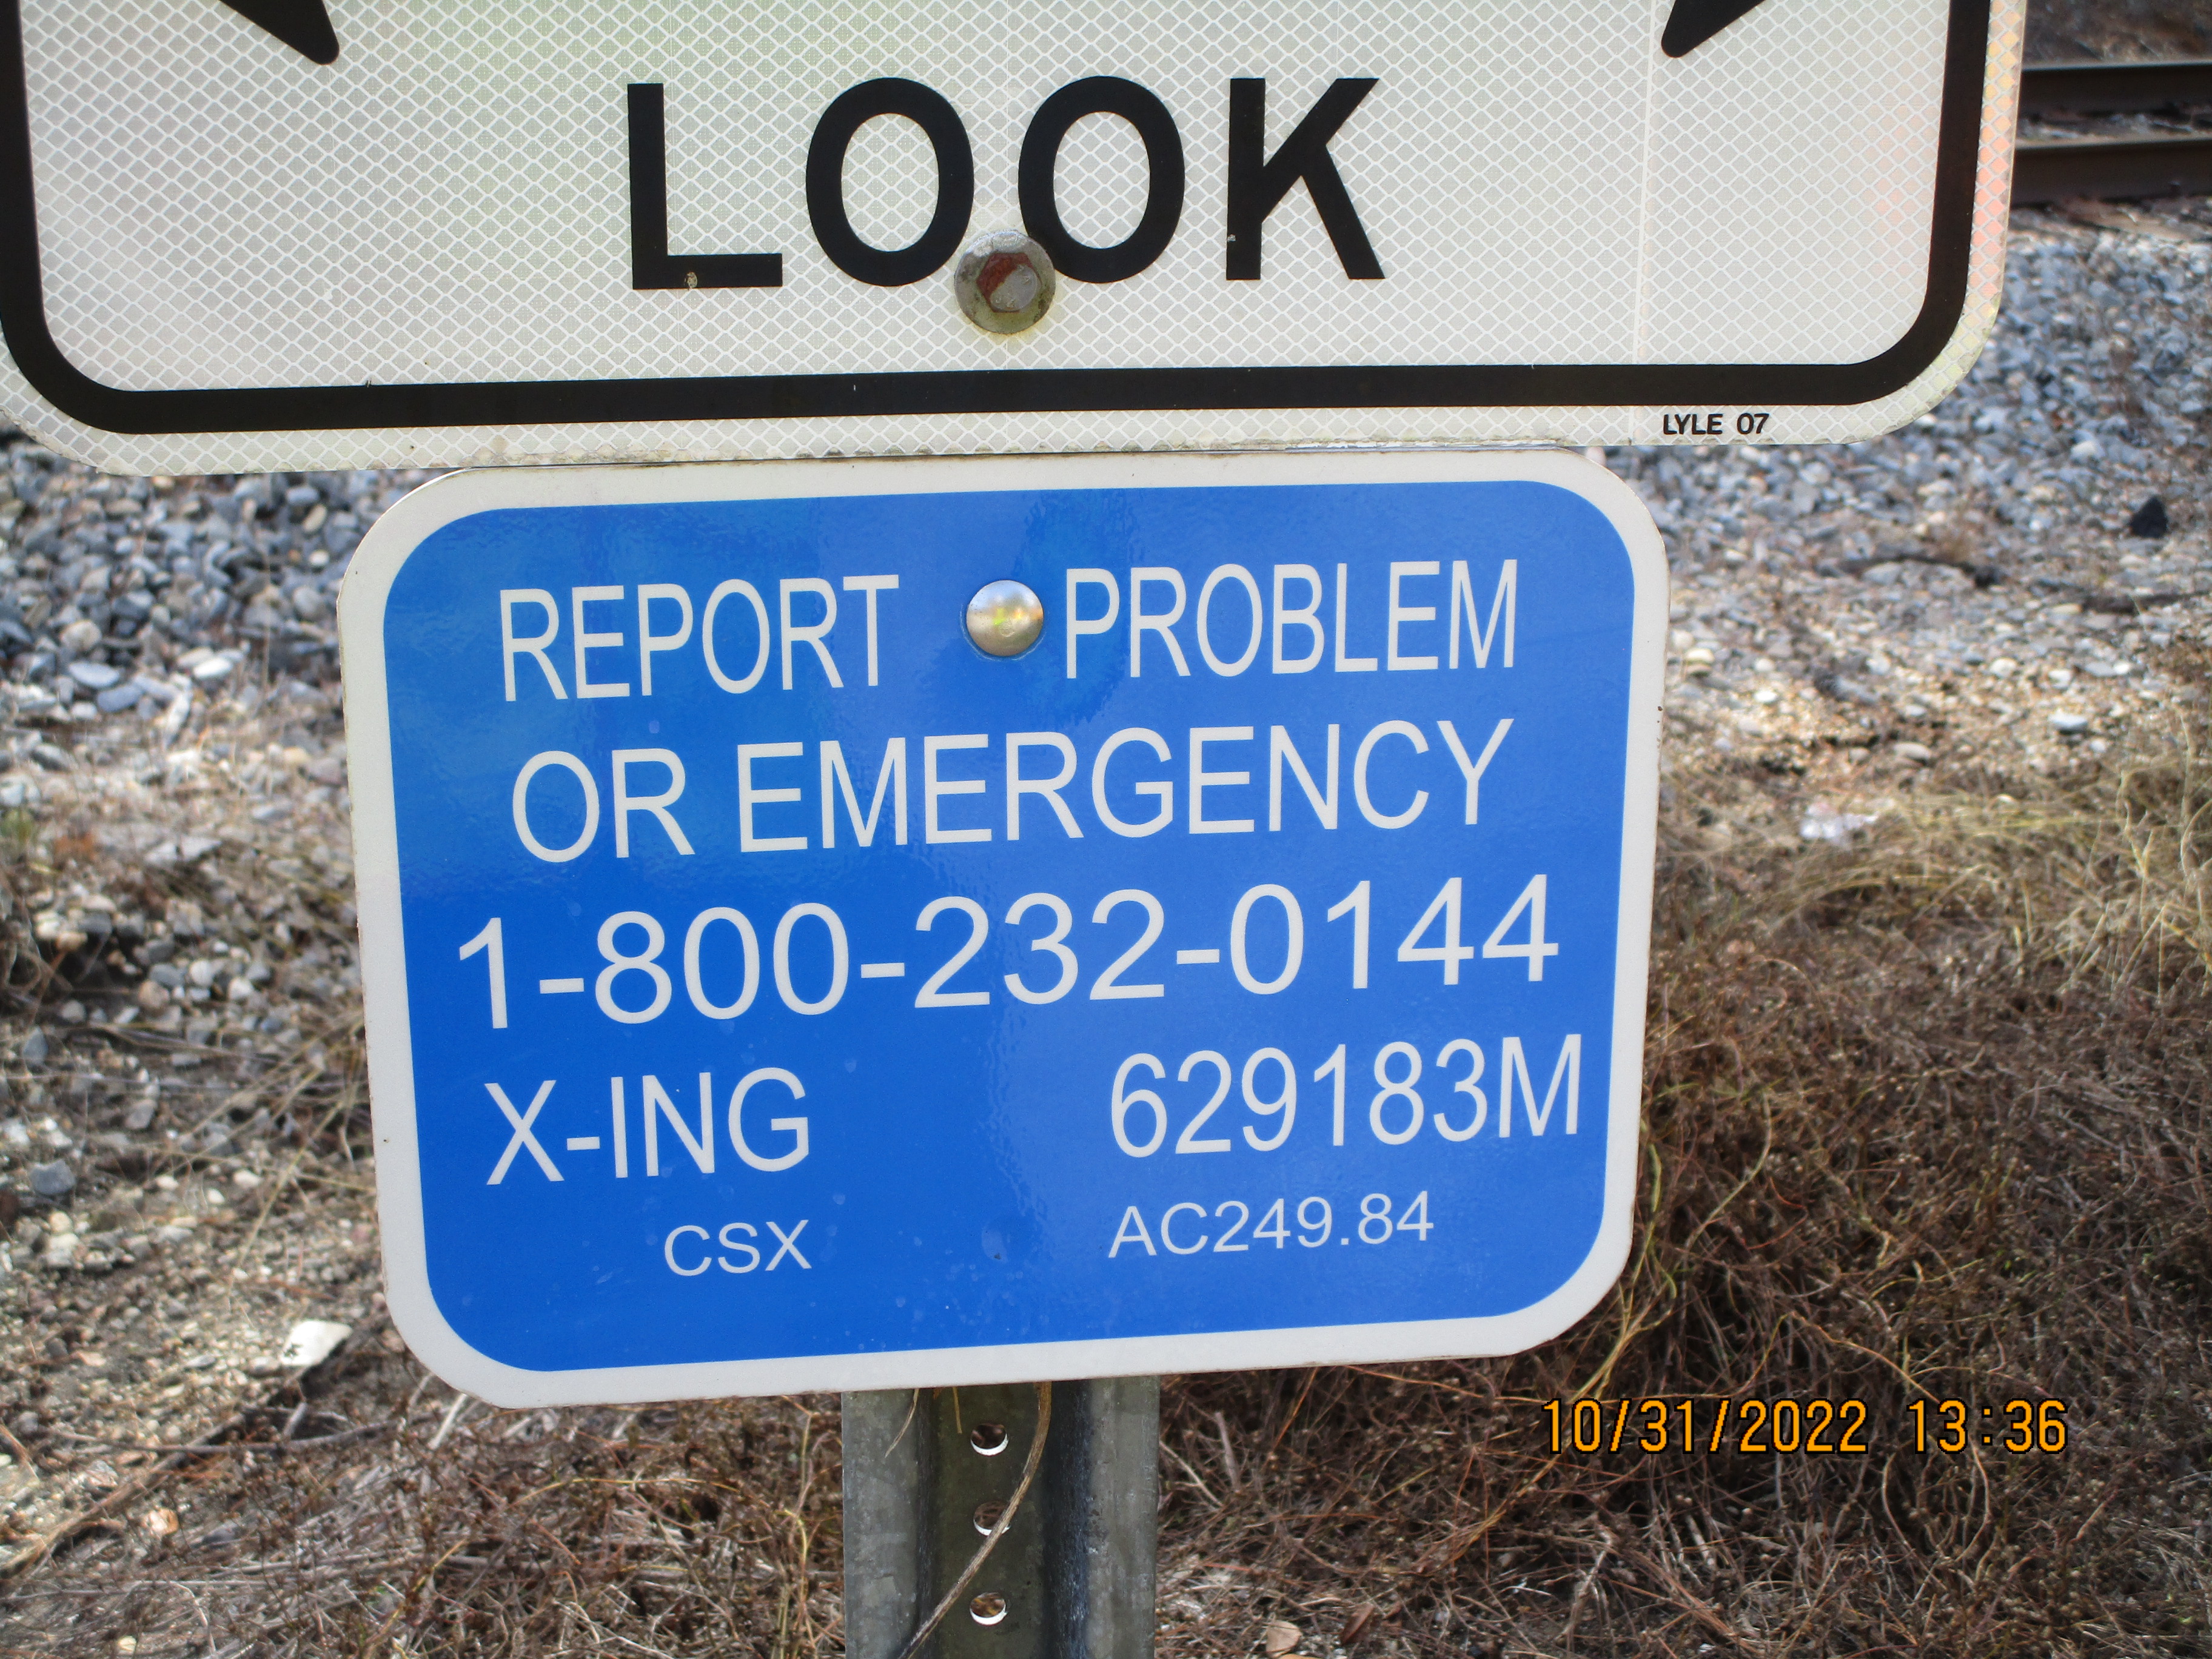 LOOK
LYLE 07
REPORT PROBLEM
OR EMERGENCY
1-800-232-0144
X-ING 629183M
CSX AC249.84
10/31/2022 13:36